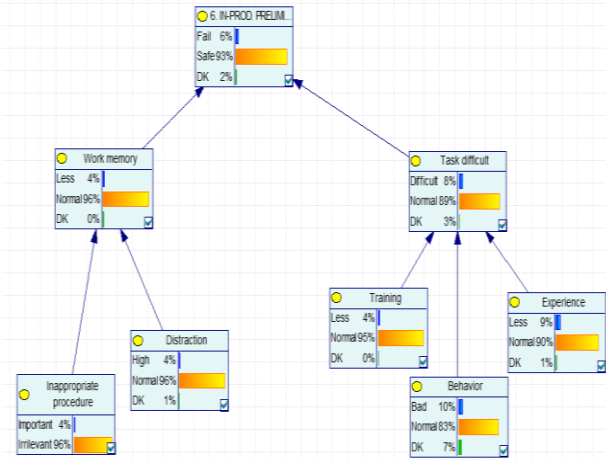 6. IN-PROD. PRELIMI...
Fail 6%
Safe 93%
DK 2%
Work memory
Less 4%
Normal 96%
DK 0%
Task difficult
Difficult 8%
Normal 89%
DK 3%
Training
Less 4%
Normal 95%
DK 0%
Experience
Less 9%
Normal 90%
DK 1%
Distraction
High 4%
Normal 96%
DK 1%
Inappropriate
procedure
Important 4%
Irrilevant 96%
Behavior
Bad 10%
Normal 83%
DK 7%